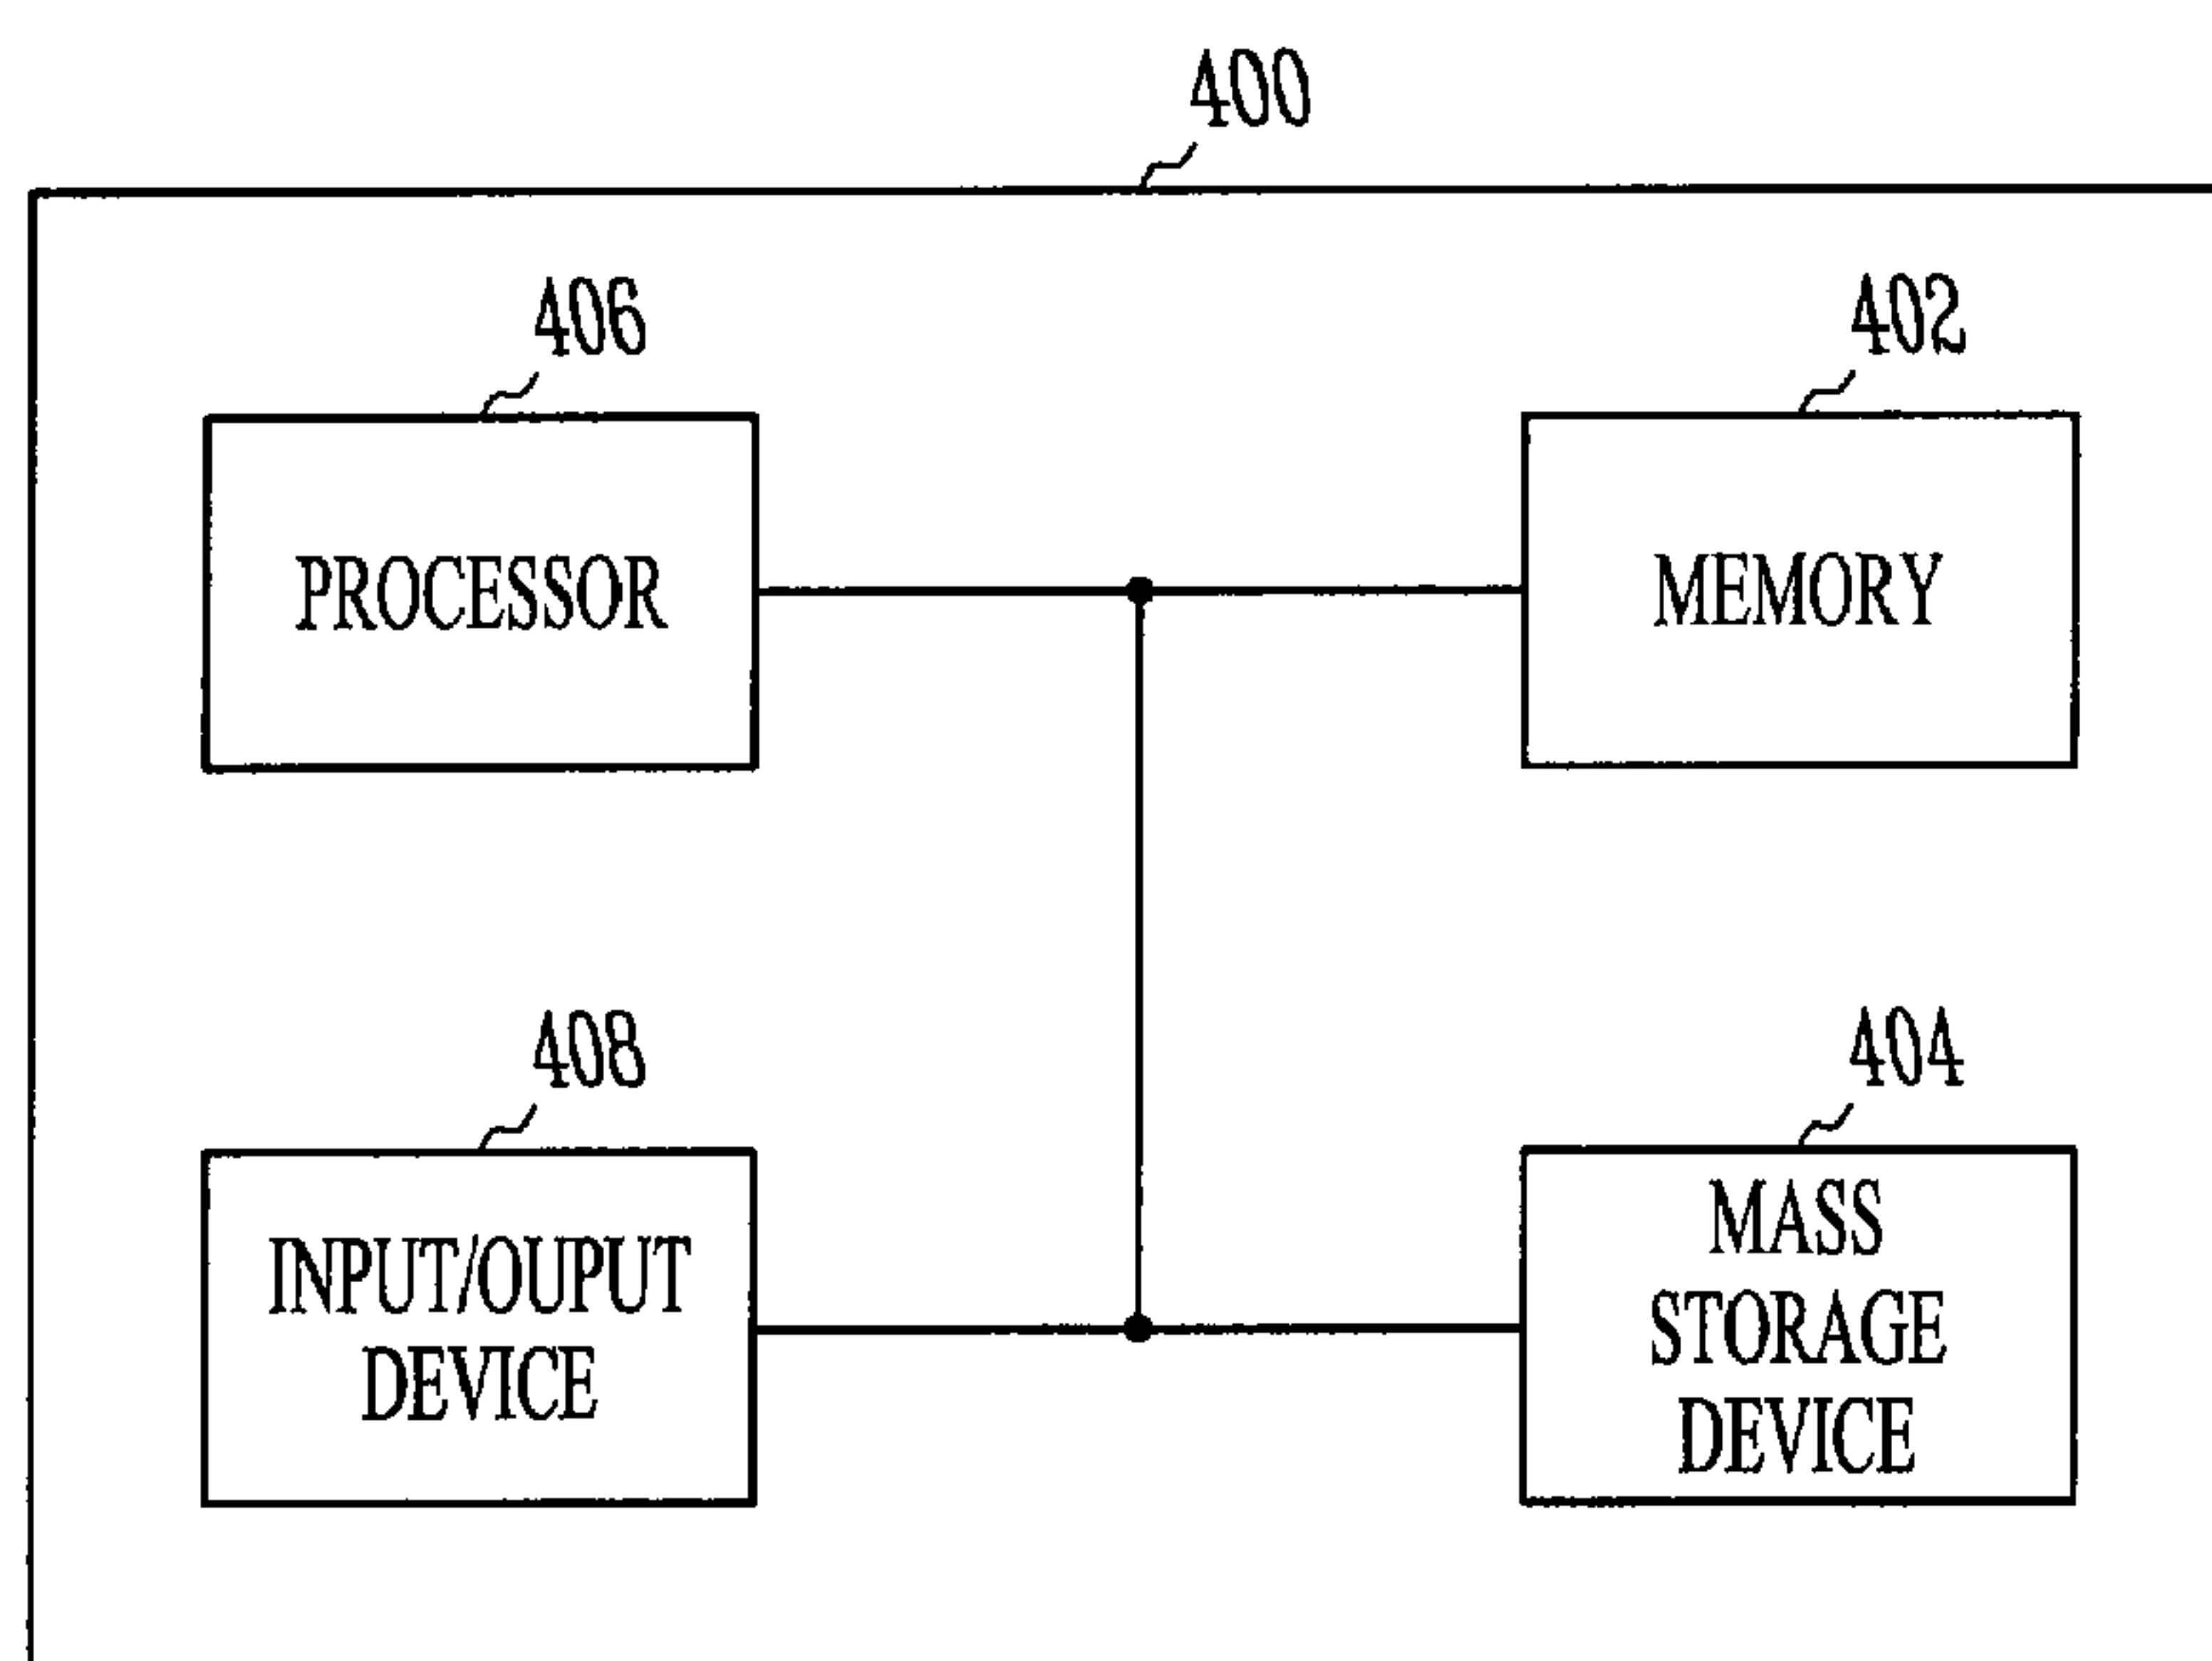 400
406
402
PROCESSOR
MEMORY
408
404
INPUT/OUPUT
DEVICE
MASS
STORAGE
DEVICE